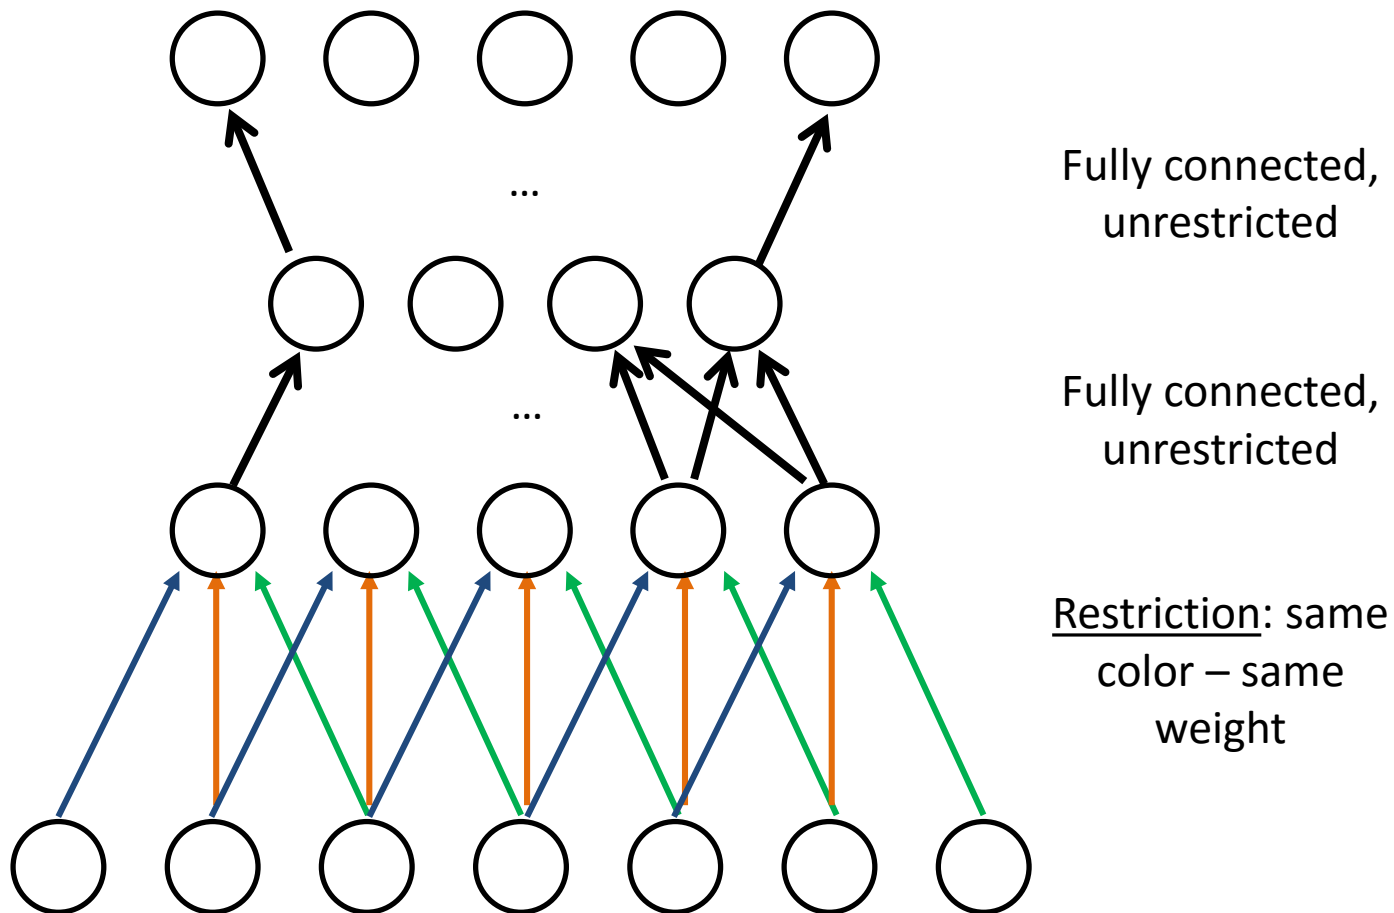 ...
Fully connected,
unrestricted
...
Fully connected,
unrestricted
Restriction: same
color – same
weight